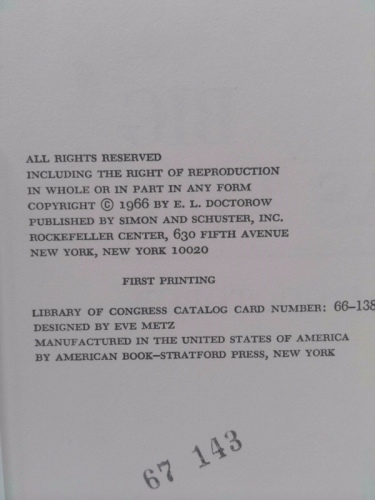 ALL RIGHTS RESERVED
INCLUDING THE RIGHT OF REPRODUCTION
IN WHOLE OR IN PART IN ANY FORM
COPYRIGHT © 1966 BY E. L. DOCTOROW
PUBLISHED BY SIMON AND SCHUSTER, INC.
ROCKEFELLER CENTER, 630 FIFTH AVENUE
NEW YORK, NEW YORK 10020
FIRST PRINTING
LIBRARY OF CONGRESS CATALOG CARD NUMBER: 66-138
DESIGNED BY EVE METZ
MANUFACTURED IN THE UNITED STATES OF AMERICA
BY AMERICAN BOOK–STRATFORD PRESS, NEW YORK
67 143